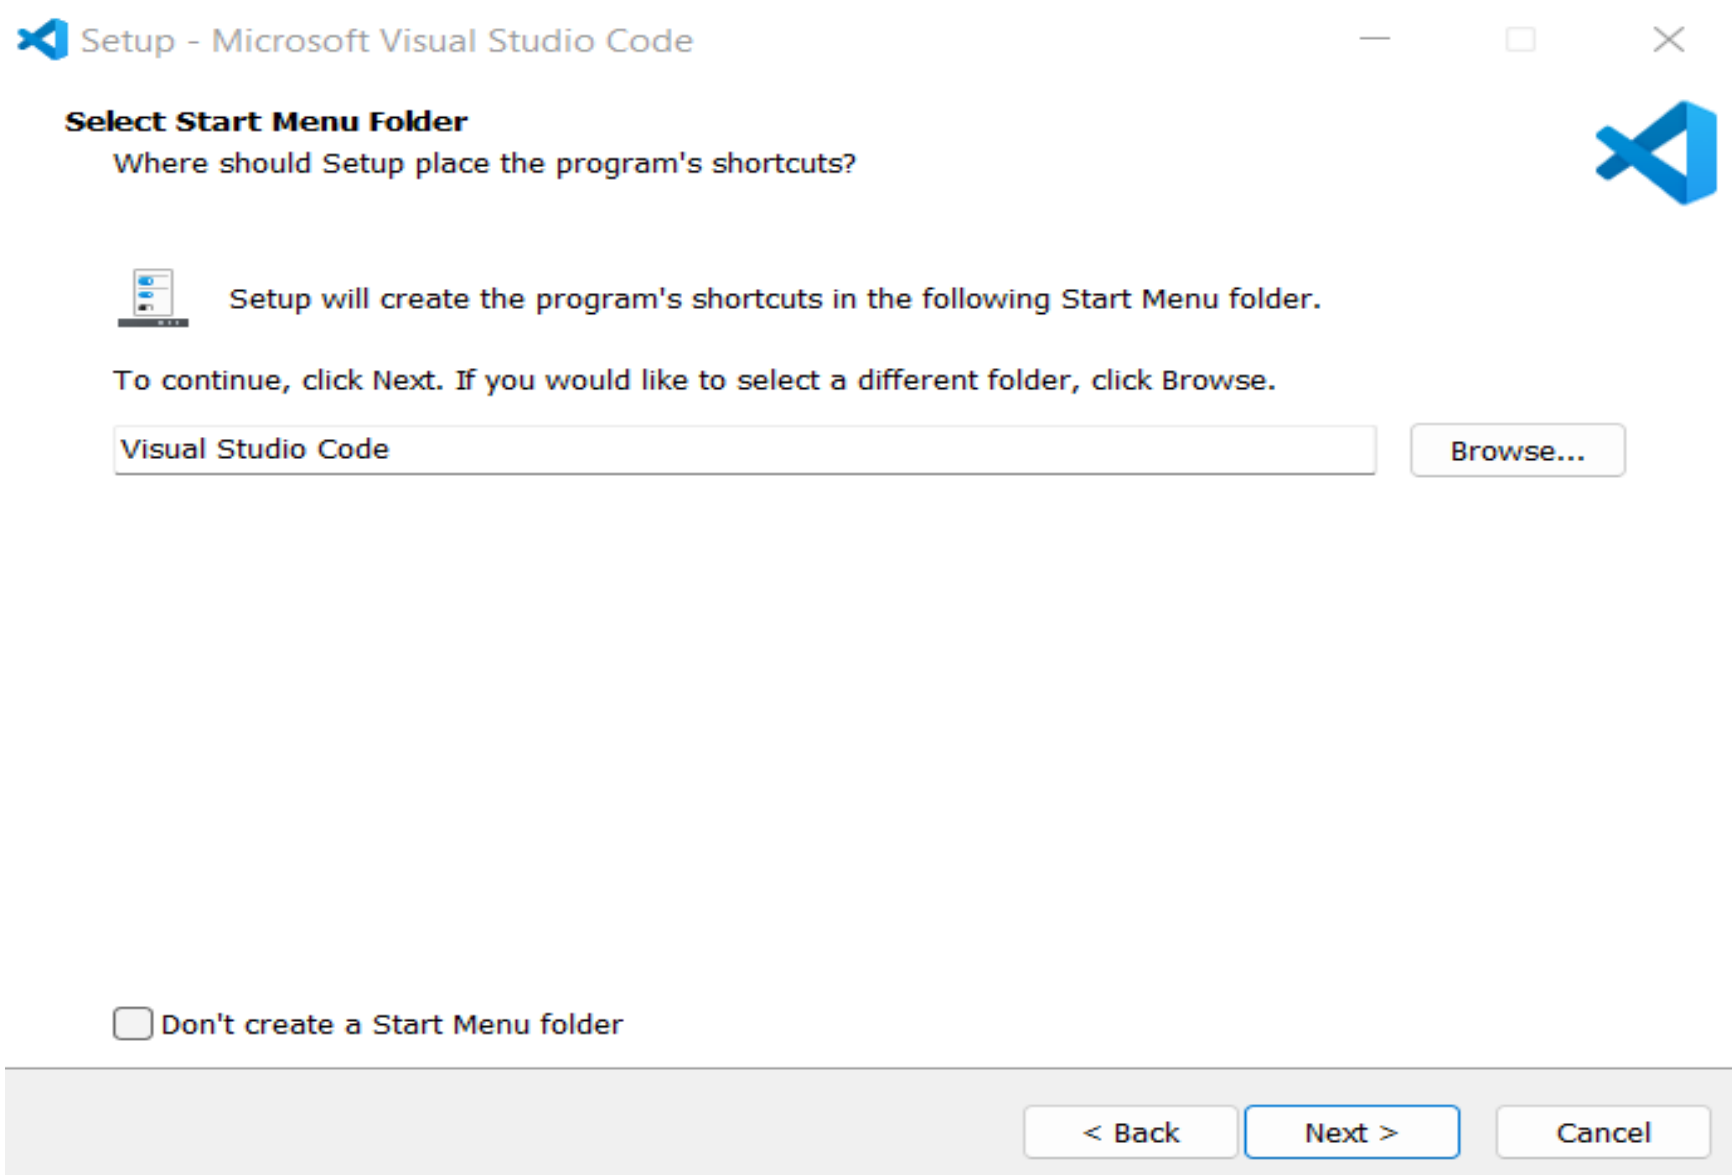 Setup - Microsoft Visual Studio Code
Select Start Menu Folder
Where should Setup place the program's shortcuts?
Setup will create the program's shortcuts in the following Start Menu folder.
To continue, click Next. If you would like to select a different folder, click Browse.
Visual Studio Code
Browse...
Don't create a Start Menu folder
< Back
Next >
Cancel